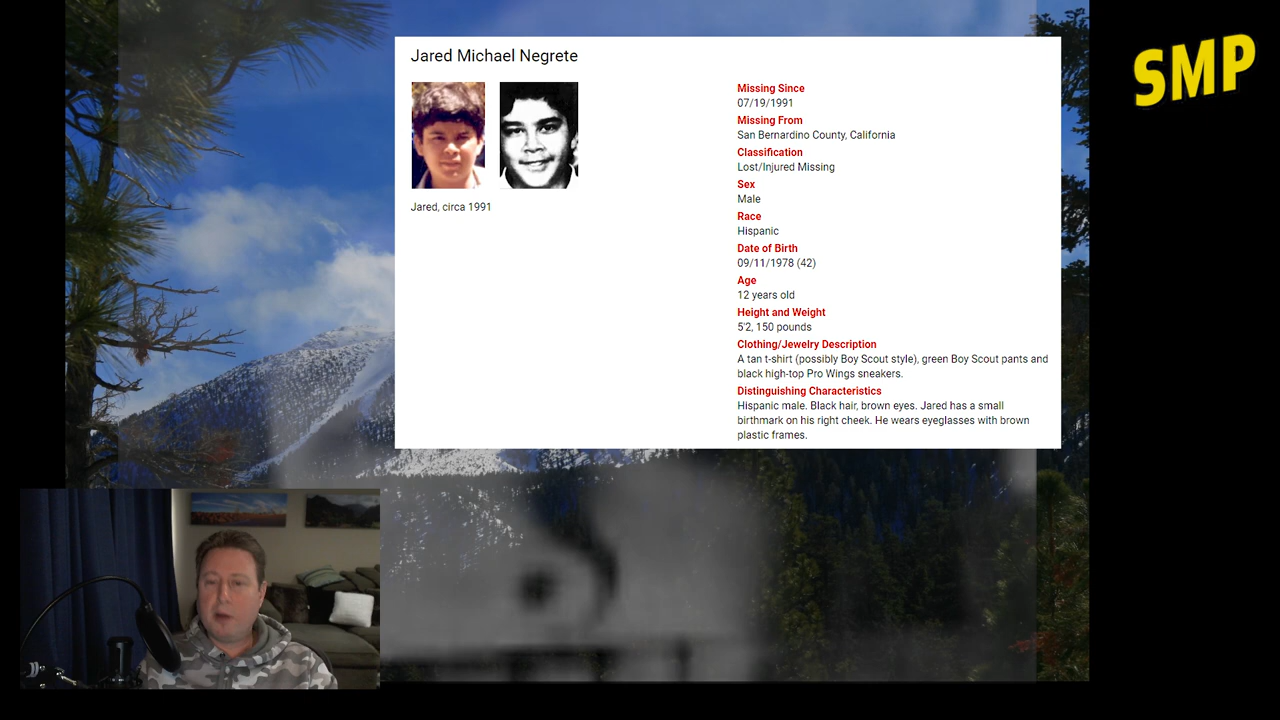 Jared Michael Negrete
Jared, circa 1991
Missing Since
07/19/1991
Missing From
San Bernardino County, California
Classification
Lost/Injured Missing
Sex
Male
Race
Hispanic
Date of Birth
09/11/1978 (42)
Age
12 years old
Height and Weight
5'2, 150 pounds
Clothing/Jewelry Description
A tan t-shirt (possibly Boy Scout style), green Boy Scout pants and
black high-top Pro Wings sneakers.
Distinguishing Characteristics
Hispanic male. Black hair, brown eyes. Jared has a small
birthmark on his right cheek. He wears eyeglasses with brown
plastic frames.
SMP